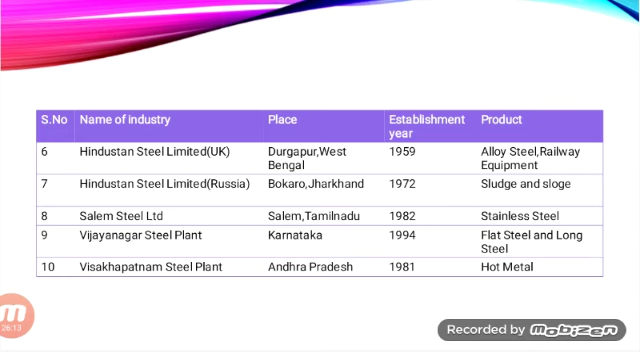 S.No Name of industry Place Establishment year Product
6 Hindustan Steel Limited(UK) Durgapur,West Bengal 1959 Alloy Steel,Railway Equipment
7 Hindustan Steel Limited(Russia) Bokaro,Jharkhand 1972 Sludge and sloge
8 Salem Steel Ltd Salem,Tamilnadu 1982 Stainless Steel
9 Vijayanagar Steel Plant Karnataka 1994 Flat Steel and Long Steel
10 Visakhapatnam Steel Plant Andhra Pradesh 1981 Hot Metal
m
26:13
Recorded by mobizen